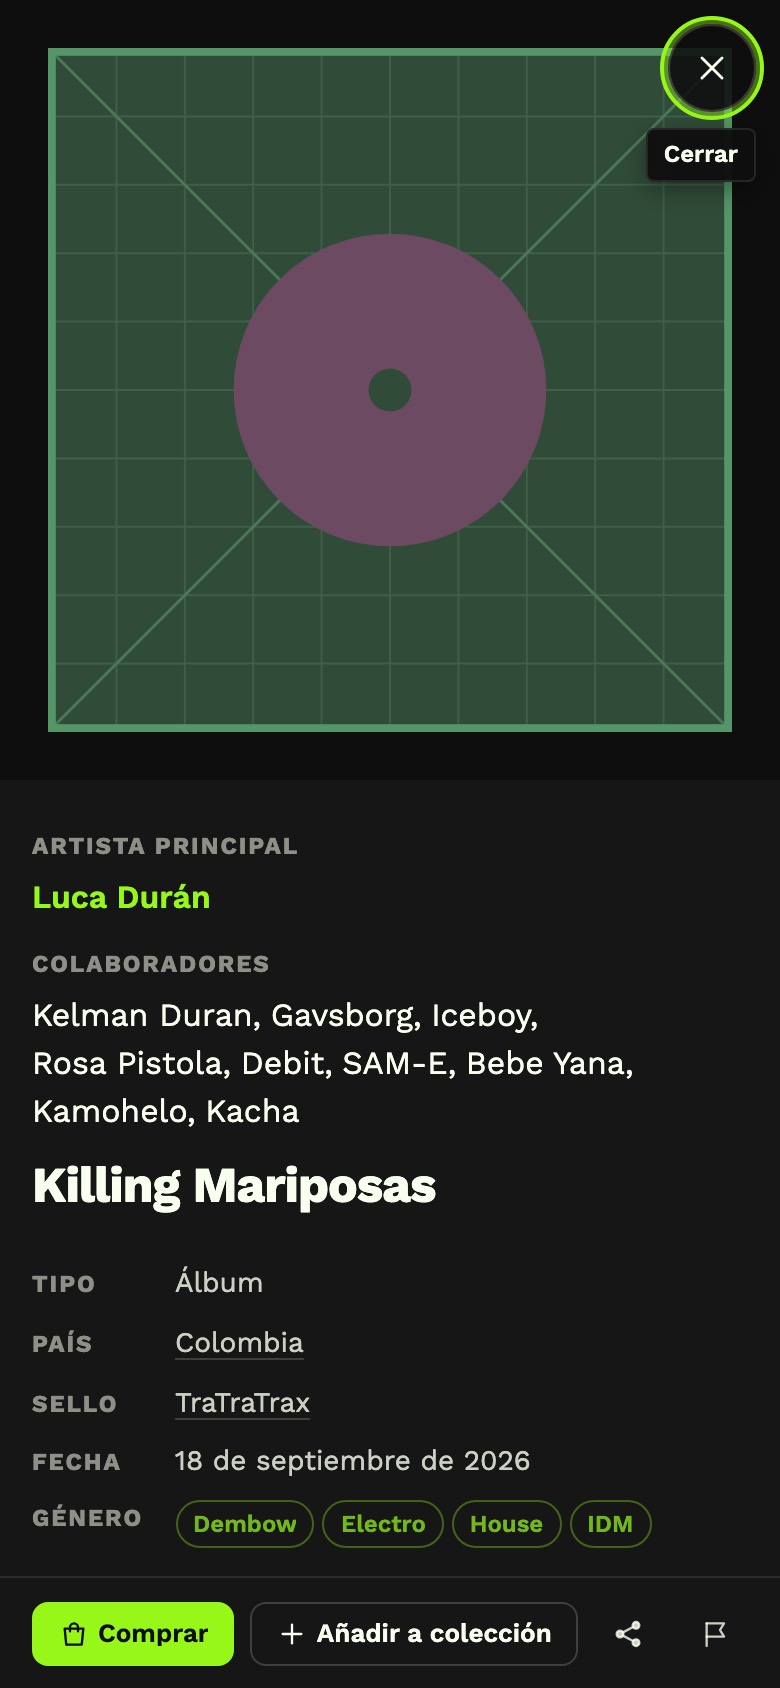 Cerrar
ARTISTA PRINCIPAL
Luca Durán
COLABORADORES
Kelman Duran, Gavsborg, Iceboy,
Rosa Pistola, Debit, SAM-E, Bebe Yana,
Kamohelo, Kacha
Killing Mariposas
TIPO Álbum
PAÍS Colombia
SELLO TraTraTrax
FECHA 18 de septiembre de 2026
GÉNERO Dembow Electro House IDM
Comprar Añadir a colección